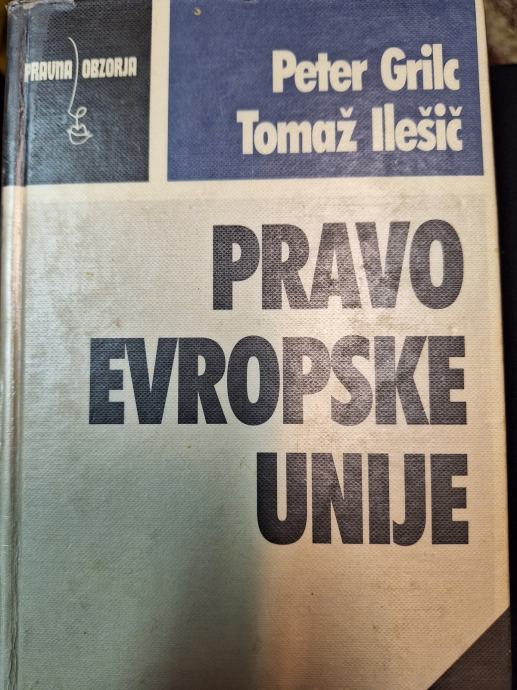 PRAVNA OBZORJA
Peter Grilc
Tomaž Ilešič
PRAVO
EVROPSKE
UNIJE